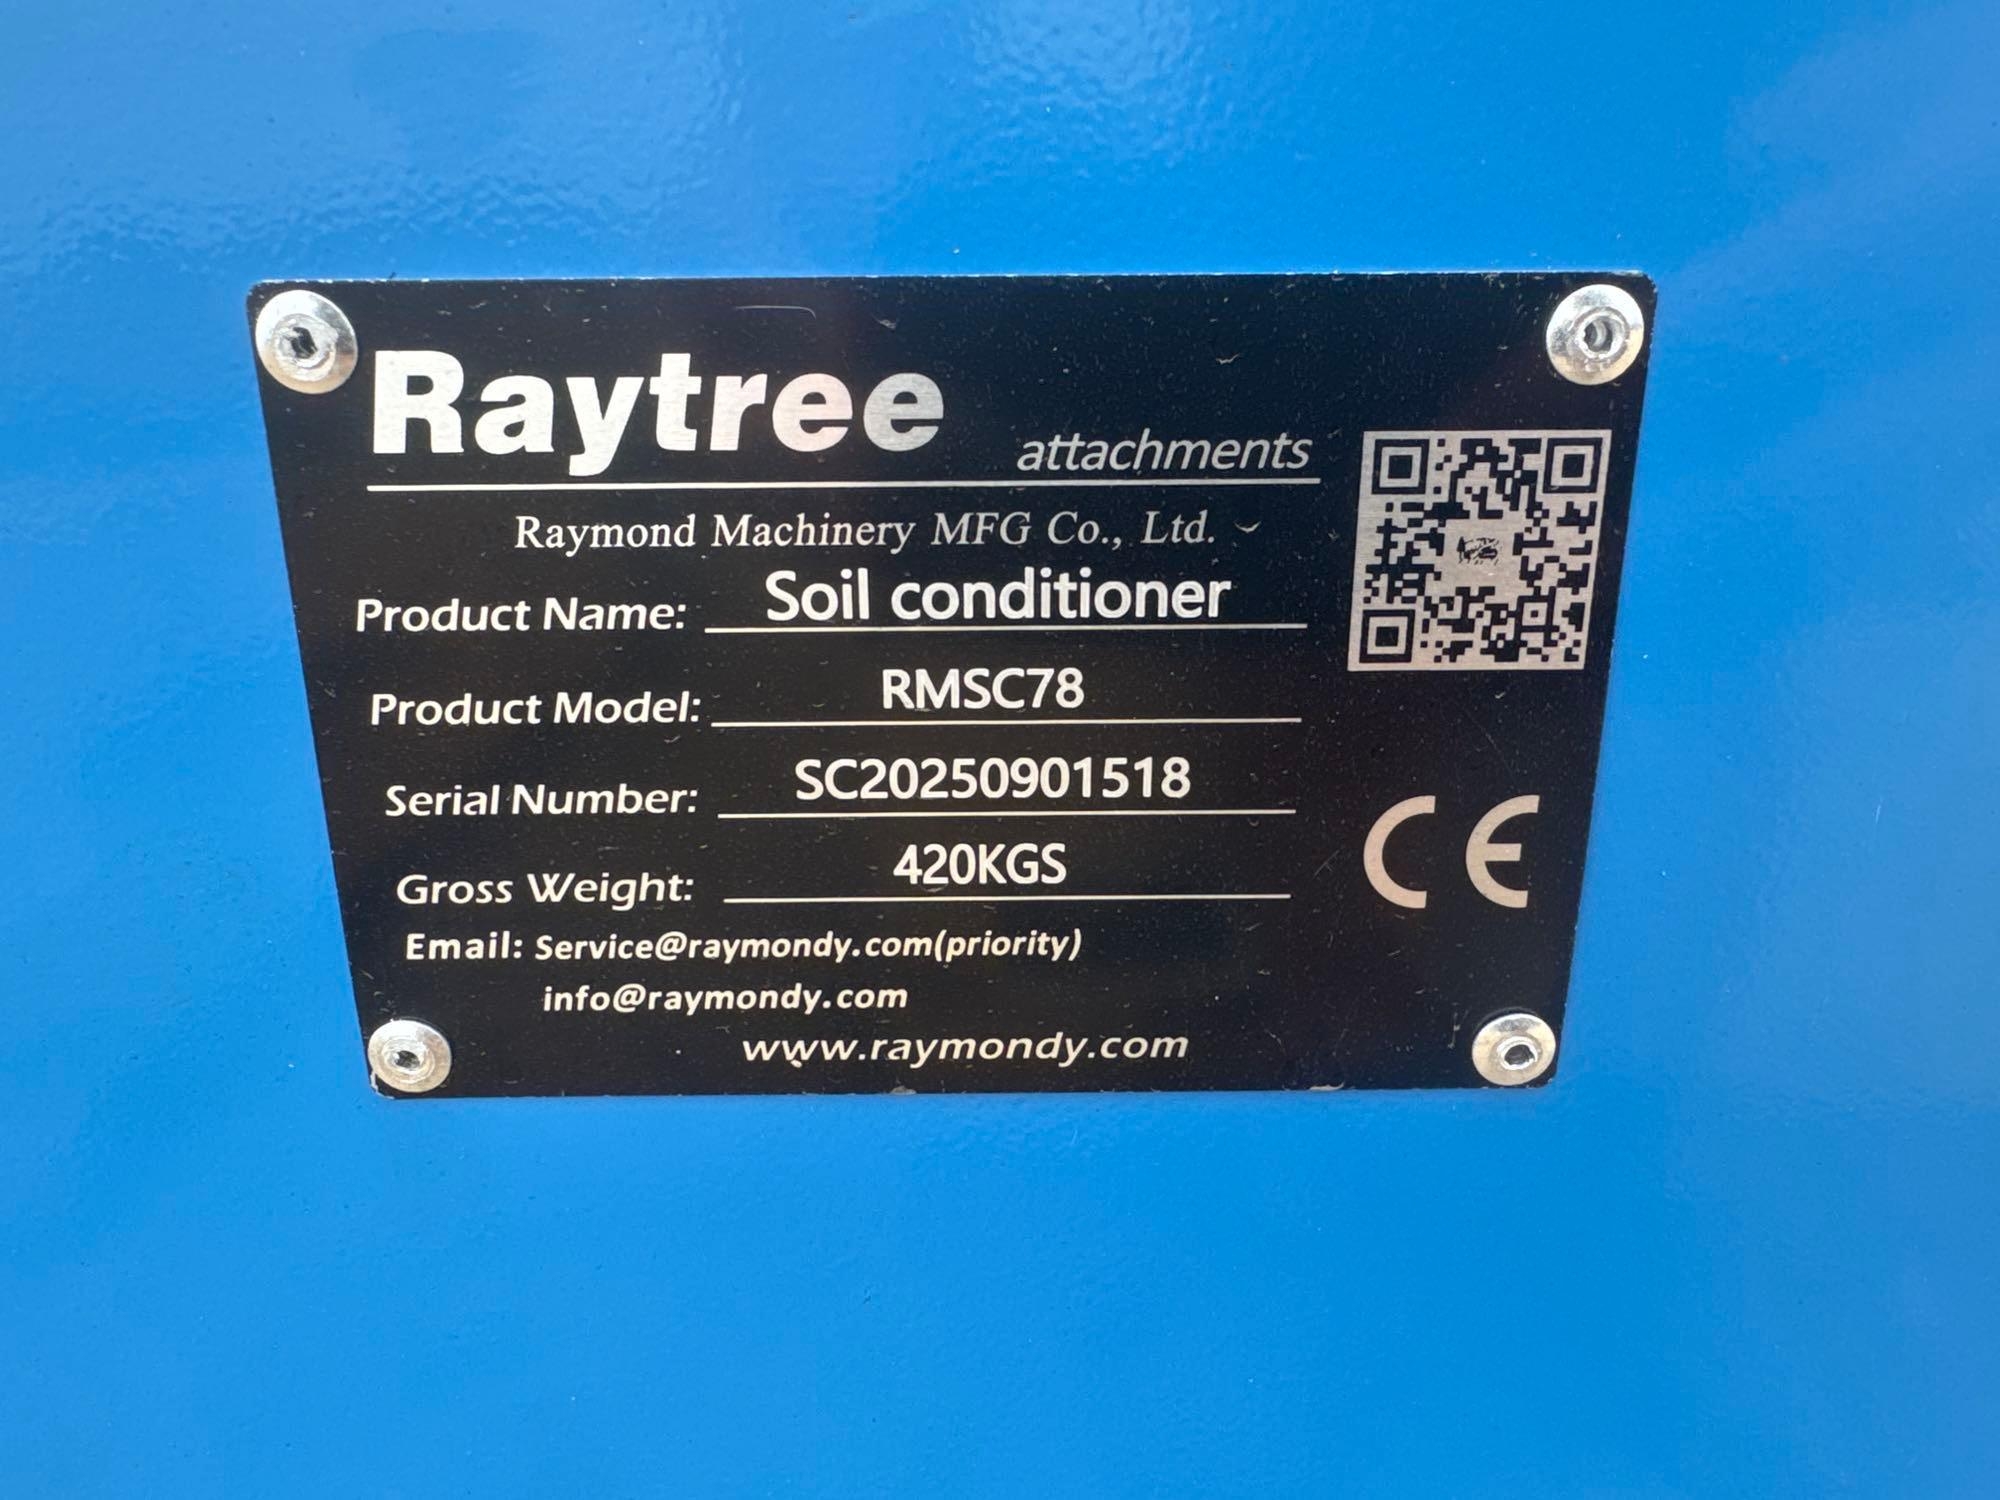 Raytree attachments
Raymond Machinery MFG Co., Ltd.
Product Name: Soil conditioner
Product Model: RMSC78
Serial Number: SC20250901518
Gross Weight: 420KGS
Email: Service@raymondy.com(priority)
info@raymondy.com
www.raymondy.com
CE